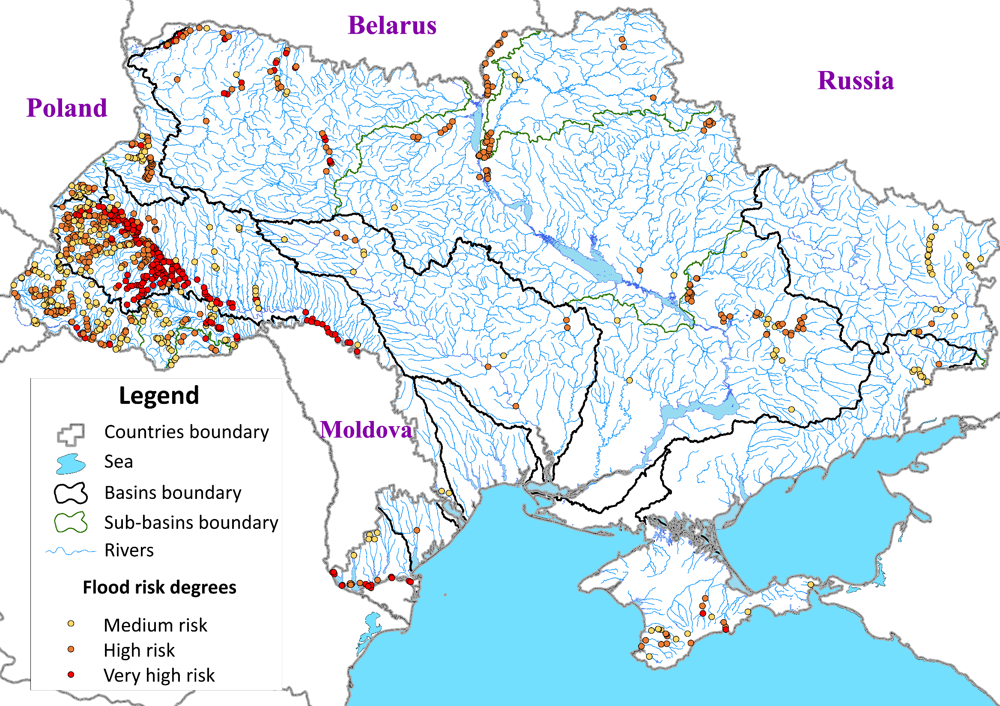 Belarus
Russia
Poland
Moldova
Legend
Countries boundary
Sea
Basins boundary
Sub-basins boundary
Rivers
Flood risk degrees
Medium risk
High risk
Very high risk